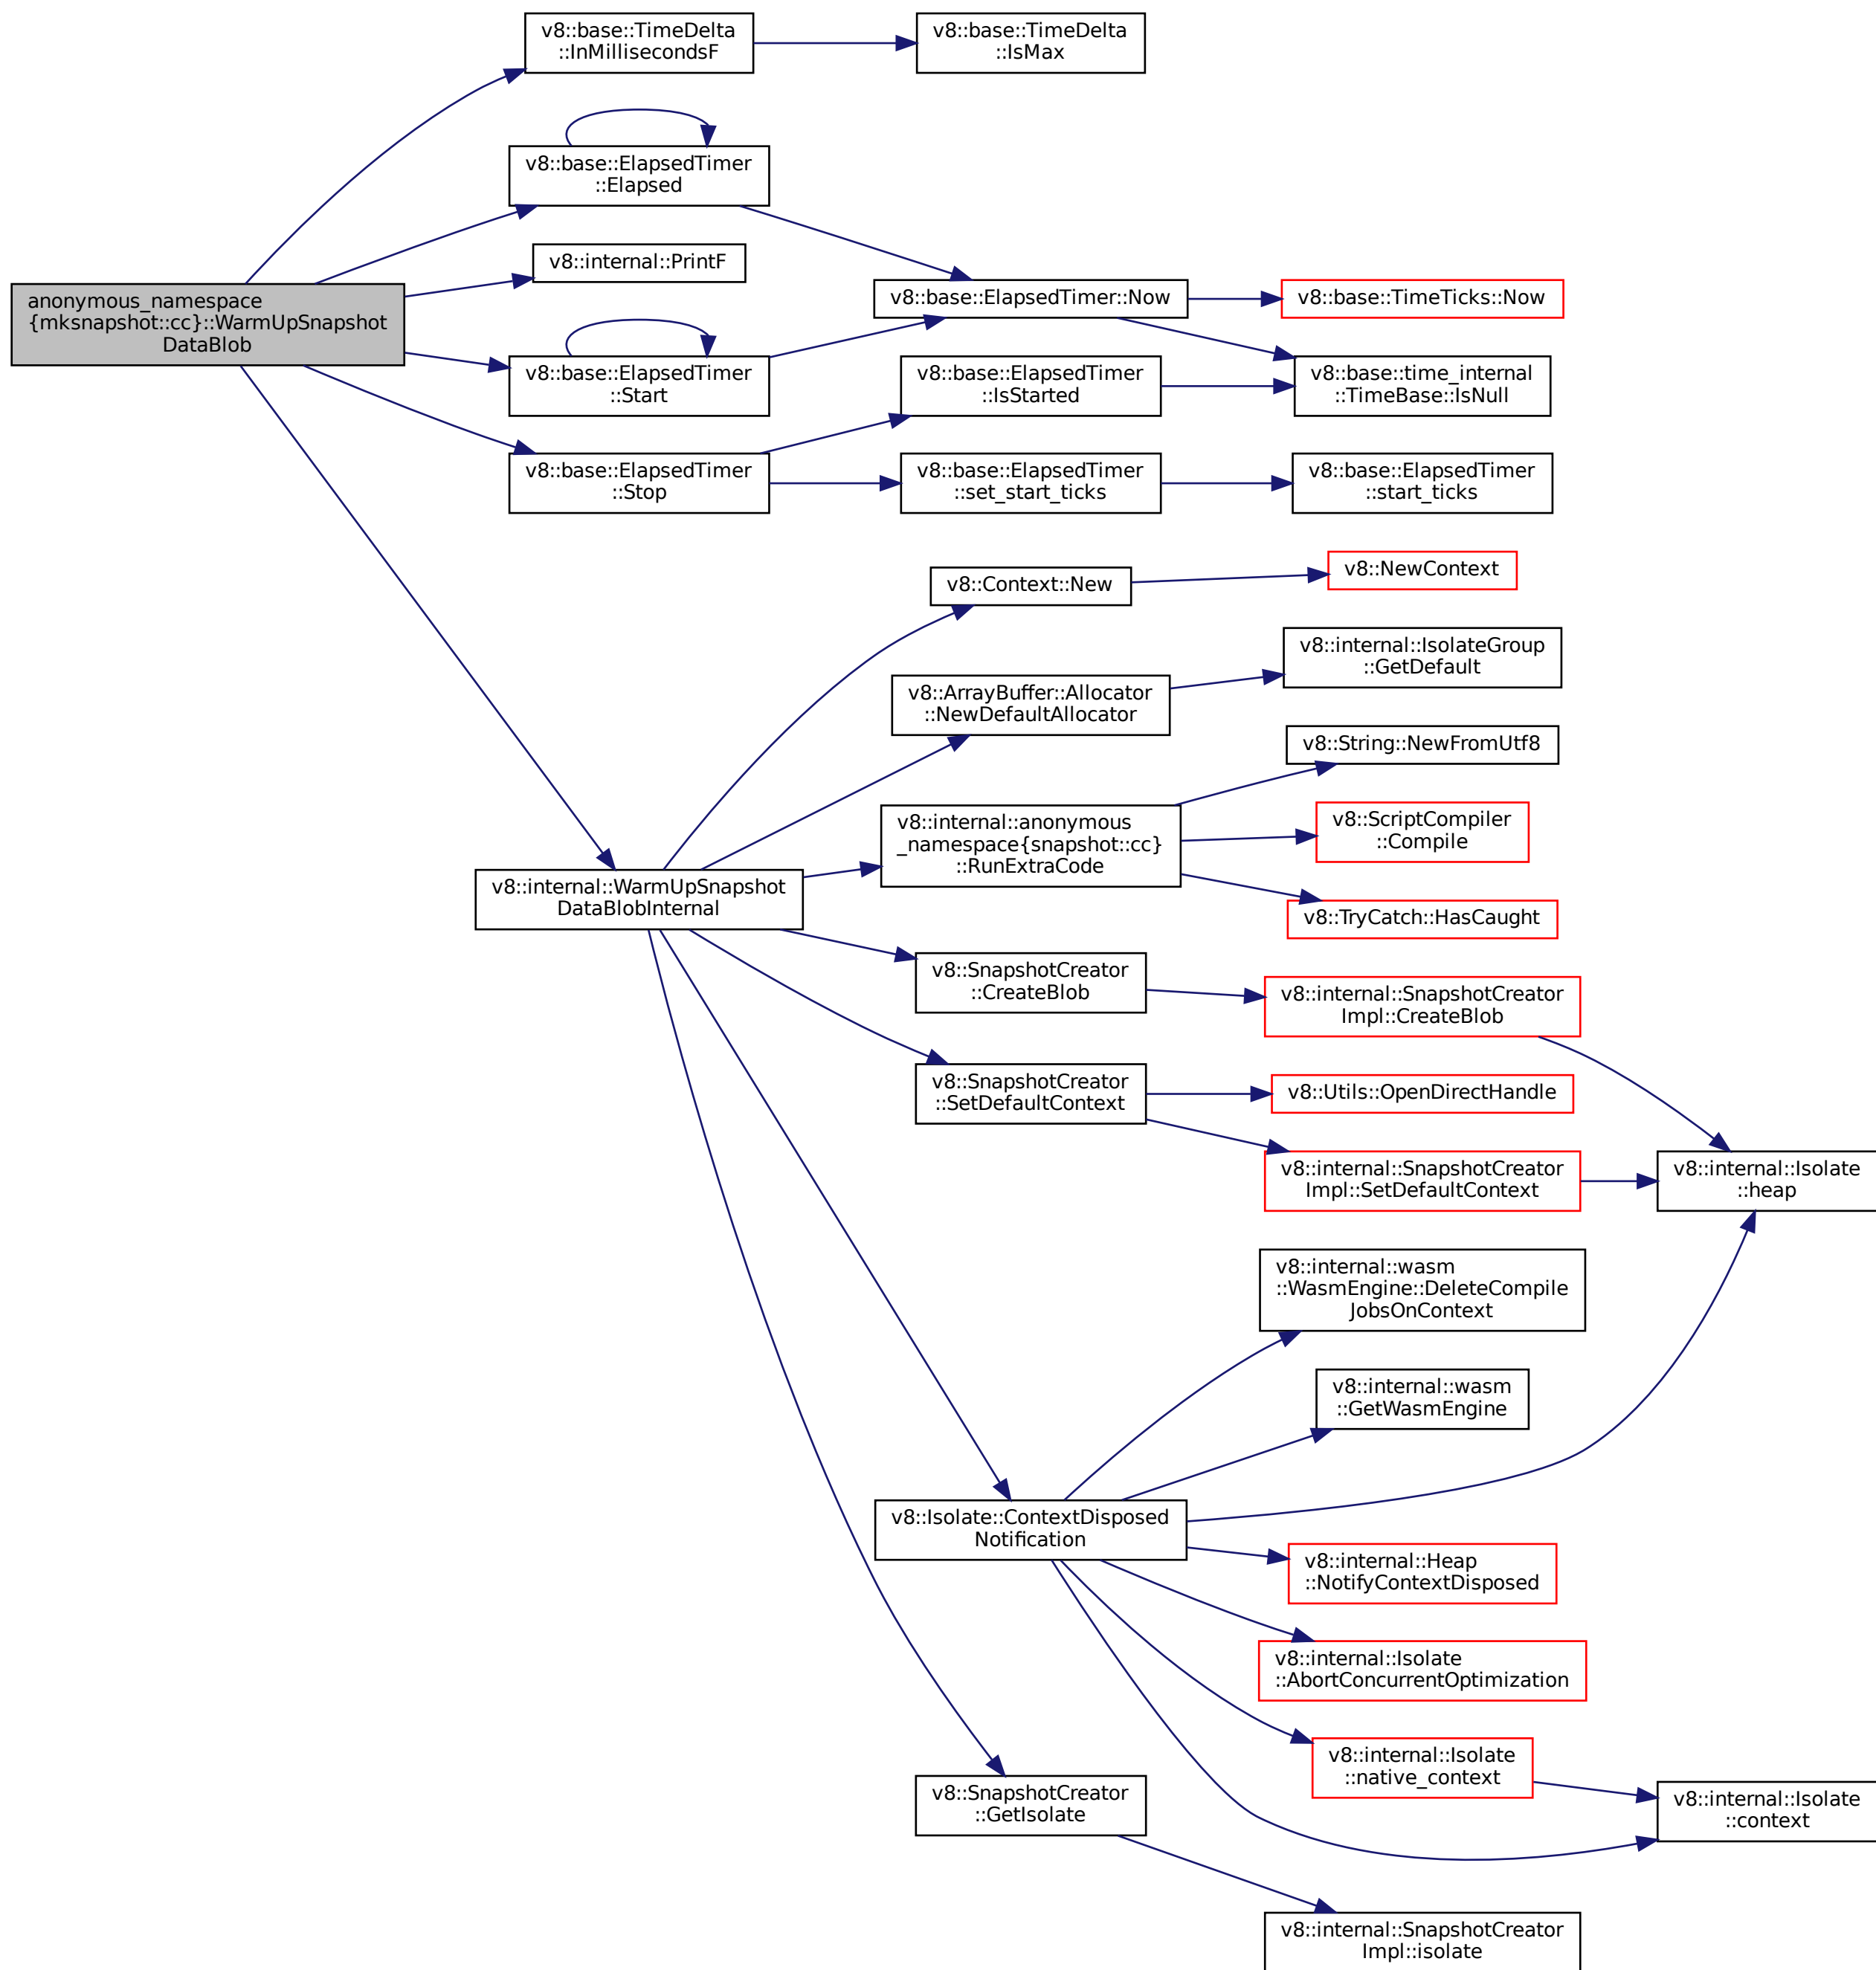 v8::base::TimeDelta
::InMillisecondsF
v8::base::TimeDelta
::IsMax
v8::base::ElapsedTimer
::Elapsed
v8::internal::PrintF
anonymous_namespace
{mksnapshot::cc}::WarmUpSnapshot
DataBlob
v8::base::ElapsedTimer::Now
v8::base::TimeTicks::Now
v8::base::ElapsedTimer
::Start
v8::base::ElapsedTimer
::IsStarted
v8::base::time_internal
::TimeBase::IsNull
v8::base::ElapsedTimer
::Stop
v8::base::ElapsedTimer
::set_start_ticks
v8::base::ElapsedTimer
::start_ticks
v8::Context::New
v8::NewContext
v8::internal::IsolateGroup
::GetDefault
v8::ArrayBuffer::Allocator
::NewDefaultAllocator
v8::String::NewFromUtf8
v8::internal::anonymous
_namespace{snapshot::cc}
::RunExtraCode
v8::ScriptCompiler
::Compile
v8::TryCatch::HasCaught
v8::internal::WarmUpSnapshot
DataBlobInternal
v8::SnapshotCreator
::CreateBlob
v8::internal::SnapshotCreator
Impl::CreateBlob
v8::SnapshotCreator
::SetDefaultContext
v8::Utils::OpenDirectHandle
v8::internal::SnapshotCreator
Impl::SetDefaultContext
v8::internal::Isolate
::heap
v8::internal::wasm
::WasmEngine::DeleteCompile
JobsOnContext
v8::internal::wasm
::GetWasmEngine
v8::Isolate::ContextDisposed
Notification
v8::internal::Heap
::NotifyContextDisposed
v8::internal::Isolate
::AbortConcurrentOptimization
v8::internal::Isolate
::native_context
v8::internal::Isolate
::context
v8::SnapshotCreator
::GetIsolate
v8::internal::SnapshotCreator
Impl::isolate